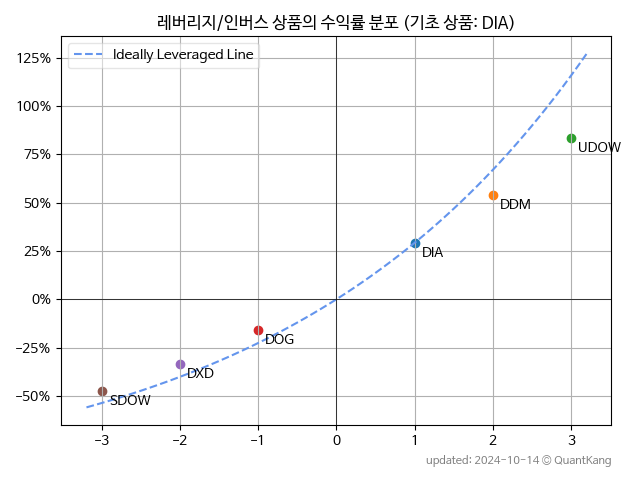 레버리지/인버스 상품의 수익률 분포 (기초 상품: DIA)
Ideally Leveraged Line
125%
100%
75%
50%
25%
0%
−25%
−50%
UDOW
DDM
DIA
DOG
DXD
SDOW
−3 −2 −1 0 1 2 3
updated: 2024-10-14 © QuantKang